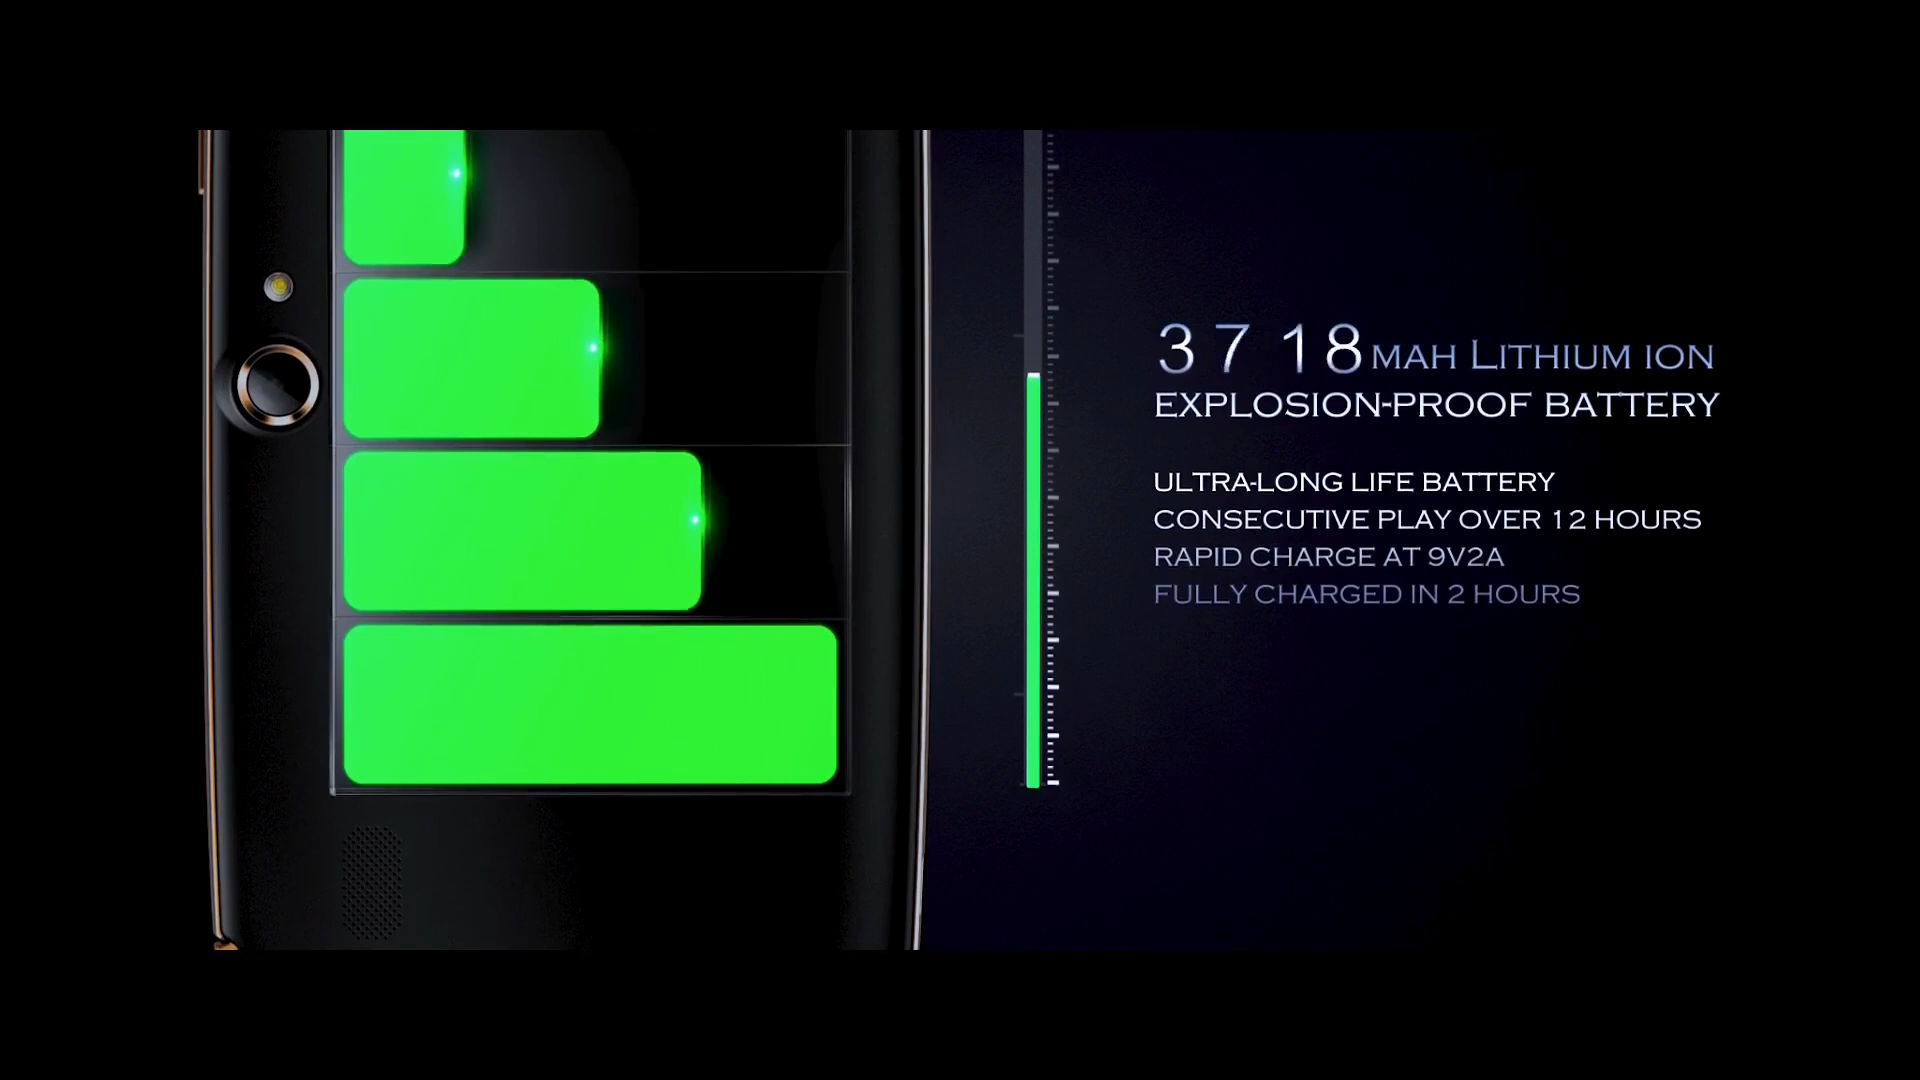 3718MAH LITHIUM ION
EXPLOSION-PROOF BATTERY
ULTRA-LONG LIFE BATTERY
CONSECUTIVE PLAY OVER 12 HOURS
RAPID CHARGE AT 9V2A
FULLY CHARGED IN 2 HOURS